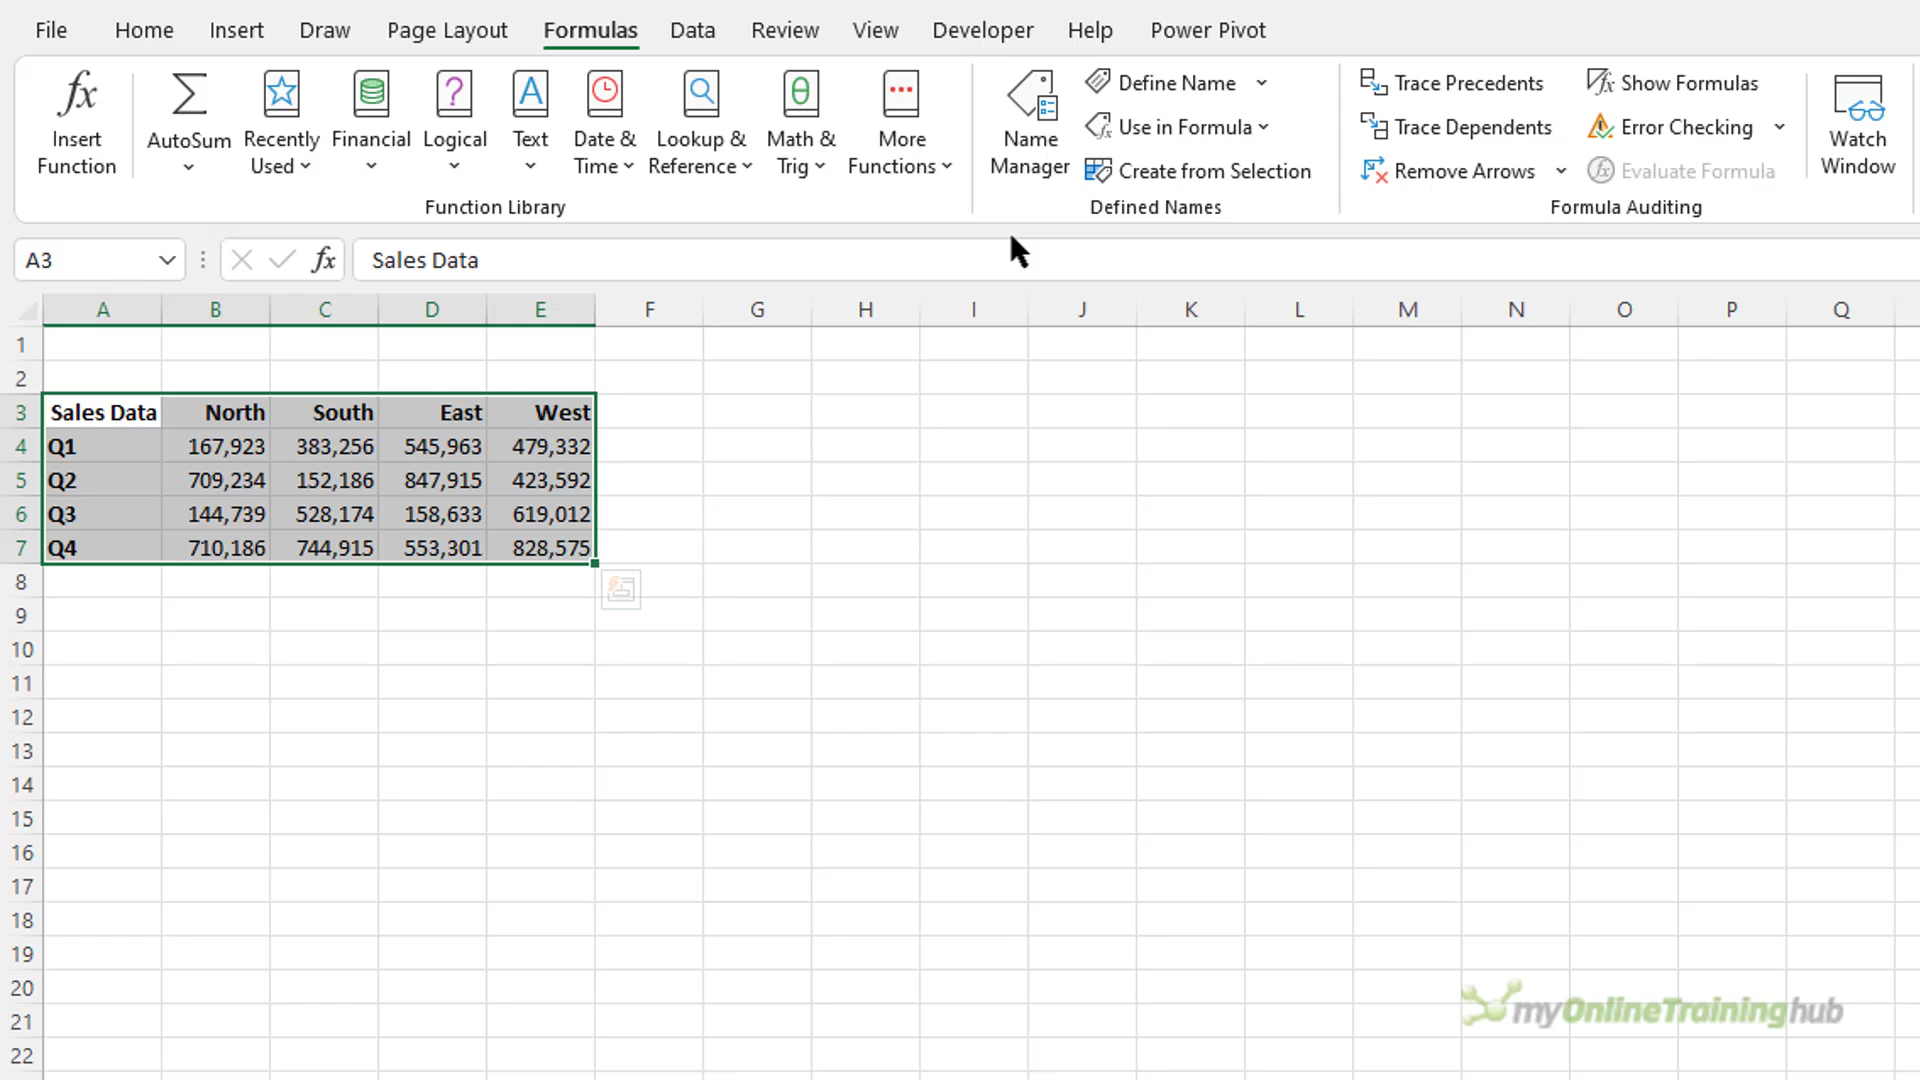 File Home Insert Draw Page Layout Formulas Data Review View Developer Help Power Pivot
Insert Function
AutoSum
Recently Used
Financial
Logical
Text
Date & Time
Lookup & Reference
Math & Trig
More Functions
Function Library
Name Manager
Define Name
Use in Formula
Create from Selection
Defined Names
Trace Precedents
Trace Dependents
Remove Arrows
Show Formulas
Error Checking
Evaluate Formula
Formula Auditing
Watch Window
A3 fx Sales Data
A B C D E F G H I J K L M N O P Q
1
2
3 Sales Data North South East West
4 Q1 167,923 383,256 545,963 479,332
5 Q2 709,234 152,186 847,915 423,592
6 Q3 144,739 528,174 158,633 619,012
7 Q4 710,186 744,915 553,301 828,575
8
9
10
11
12
13
14
15
16
17
18
19
20
21
22
myOnlineTraininghub